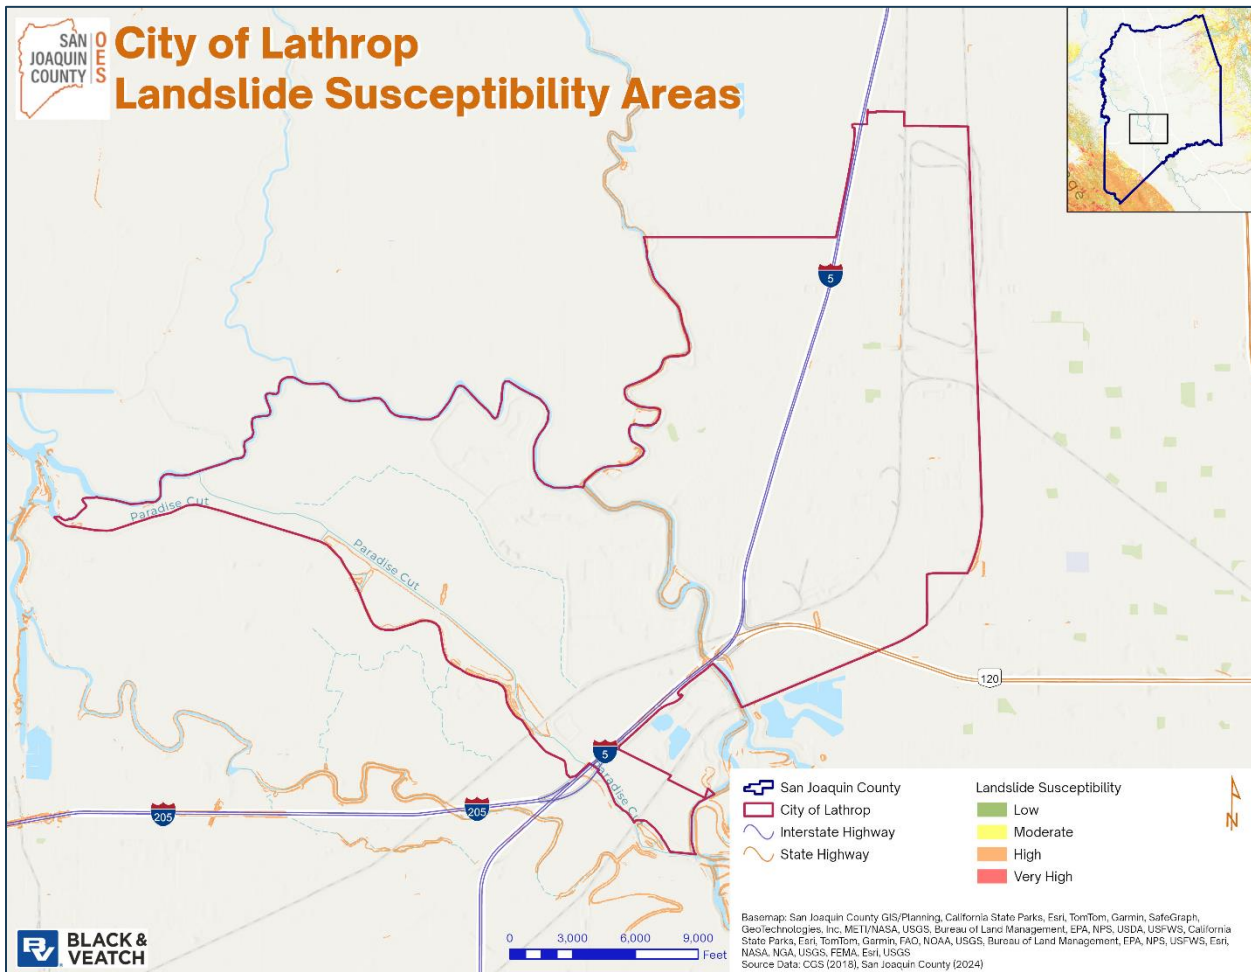 SAN
JOAQUIN
COUNTY
OES
City of Lathrop
Landslide Susceptibility Areas
5
Paradise Cut
Paradise Cut
120
5
Paradise Cut
205
205
San Joaquin County
City of Lathrop
Interstate Highway
State Highway
Landslide Susceptibility
Low
Moderate
High
Very High
N
Basemap: San Joaquin County GIS/Planning, California State Parks, Esri, TomTom, Garmin, SafeGraph,
GeoTechnologies, Inc, METI/NASA, USGS, Bureau of Land Management, EPA, NPS, USDA, USFWS, California
State Parks, Esri, TomTom, Garmin, FAO, NOAA, USGS, Bureau of Land Management, EPA, NPS, USFWS, Esri,
NASA, NGA, USGS, FEMA, Esri, USGS
Source Data: CGS (2018), San Joaquin County (2024)
BV
BLACK &
VEATCH
0 3,000 6,000 9,000
Feet